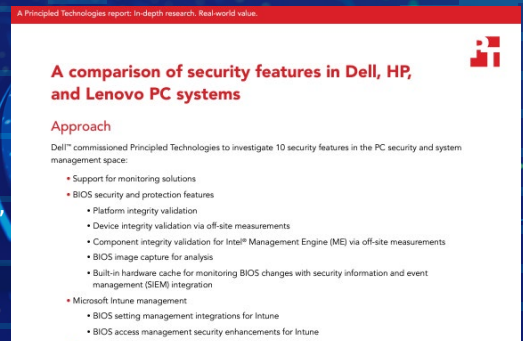 A Principled Technologies report: In-depth research. Real-world value.
PT
A comparison of security features in Dell, HP,
and Lenovo PC systems
Approach
Dell™ commissioned Principled Technologies to investigate 10 security features in the PC security and system
management space:
• Support for monitoring solutions
• BIOS security and protection features
• Platform integrity validation
• Device integrity validation via off-site measurements
• Component integrity validation for Intel® Management Engine (ME) via off-site measurements
• BIOS image capture for analysis
• Built-in hardware cache for monitoring BIOS changes with security information and event
management (SIEM) integration
• Microsoft Intune management
• BIOS setting management integrations for Intune
• BIOS access management security enhancements for Intune